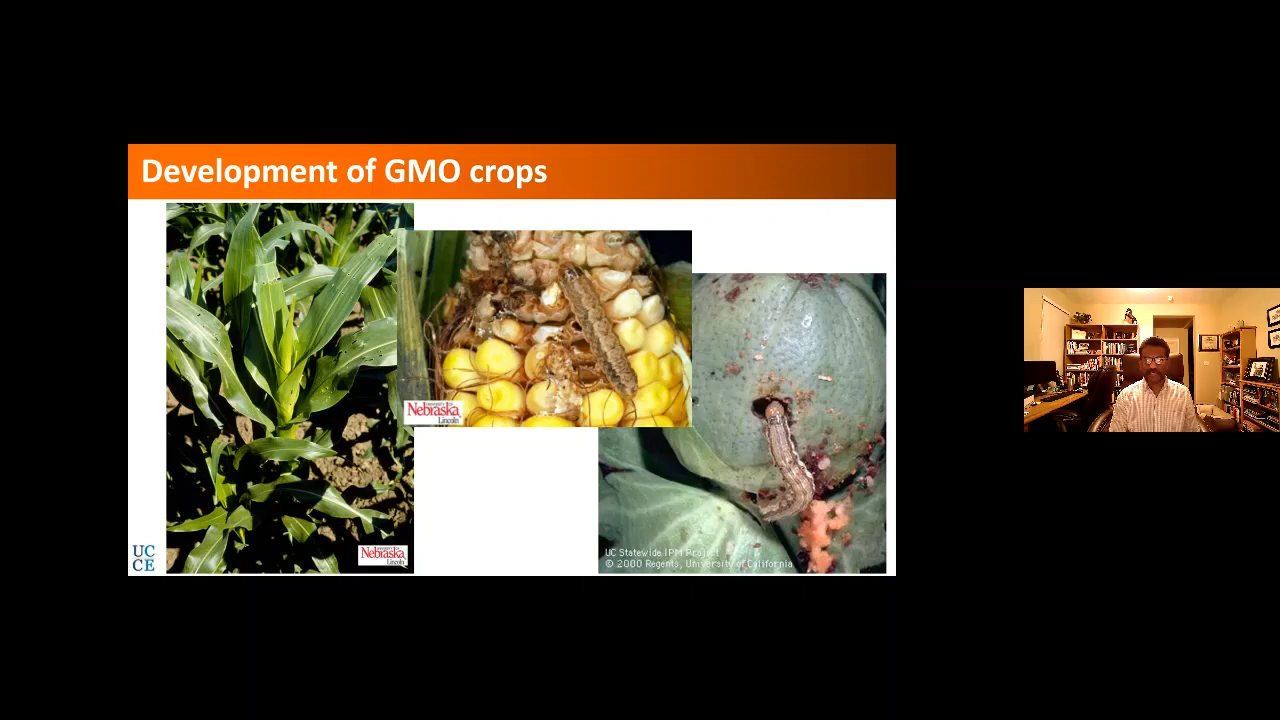 Development of GMO crops
Nebraska
Lincoln
UC Statewide IPM Project
© 2000 Regents, University of California
Nebraska
Lincoln
UC
CE